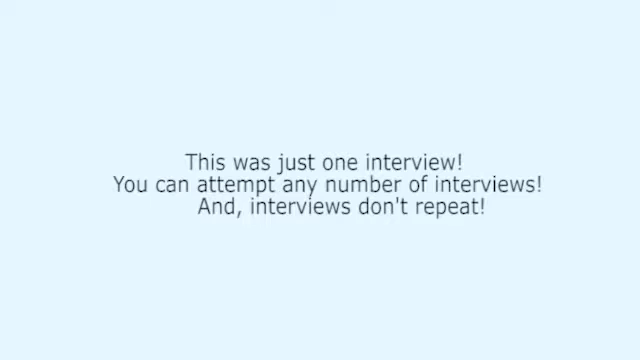 This was just one interview!
You can attempt any number of interviews!
And, interviews don't repeat!